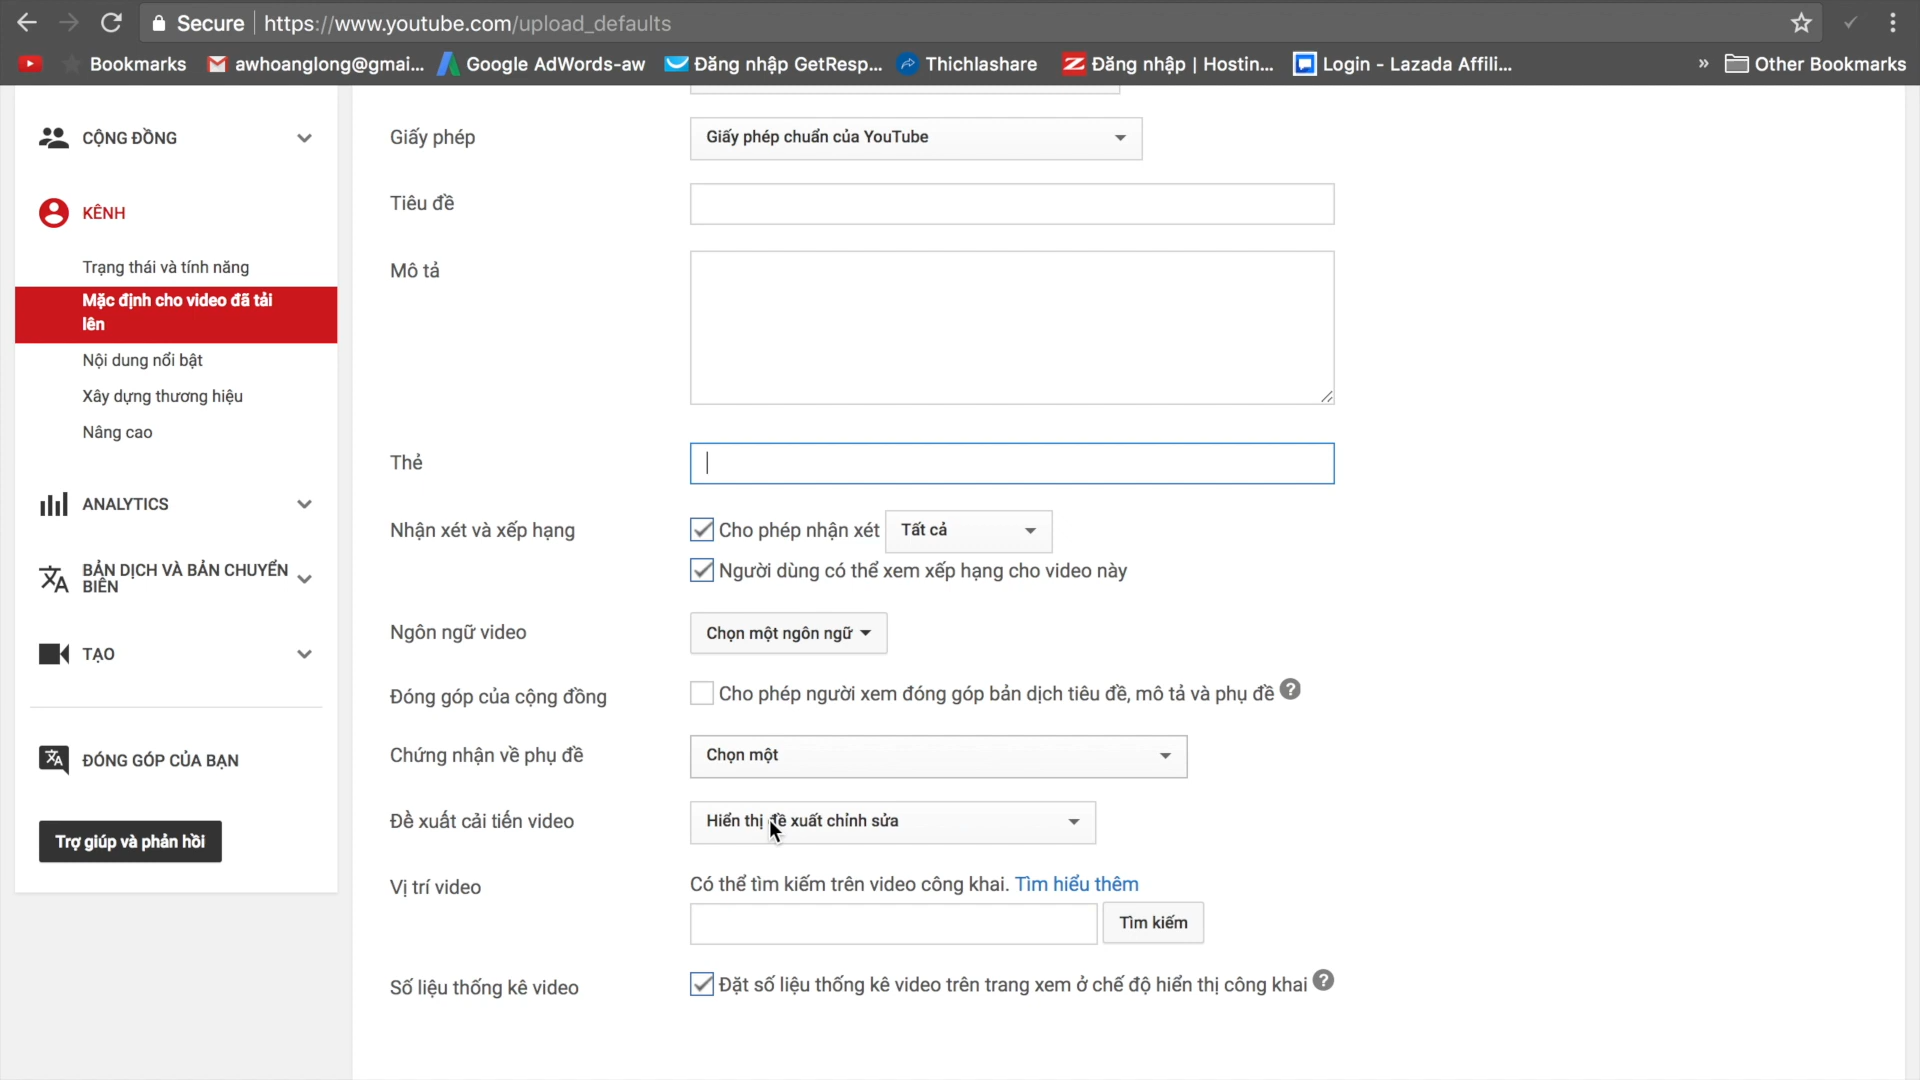 Secure https://www.youtube.com/upload_defaults
Bookmarks awhoanglong@gmai... Google AdWords-aw Đăng nhập GetResp... Thichlashare Đăng nhập | Hostin... Login - Lazada Affili... » Other Bookmarks
CỘNG ĐỒNG
KÊNH
Trạng thái và tính năng
Mặc định cho video đã tải
lên
Nội dung nổi bật
Xây dựng thương hiệu
Nâng cao
ANALYTICS
BẢN DỊCH VÀ BẢN CHUYỂN
BIÊN
TẠO
ĐÓNG GÓP CỦA BẠN
Trợ giúp và phản hồi
Giấy phép Giấy phép chuẩn của YouTube
Tiêu đề
Mô tả
Thẻ
Nhận xét và xếp hạng Cho phép nhận xét Tất cả
Người dùng có thể xem xếp hạng cho video này
Ngôn ngữ video Chọn một ngôn ngữ
Đóng góp của cộng đồng Cho phép người xem đóng góp bản dịch tiêu đề, mô tả và phụ đề ?
Chứng nhận về phụ đề Chọn một
Đề xuất cải tiến video Hiển thị đề xuất chỉnh sửa
Vị trí video Có thể tìm kiếm trên video công khai. Tìm hiểu thêm
Tìm kiếm
Số liệu thống kê video Đặt số liệu thống kê video trên trang xem ở chế độ hiển thị công khai ?